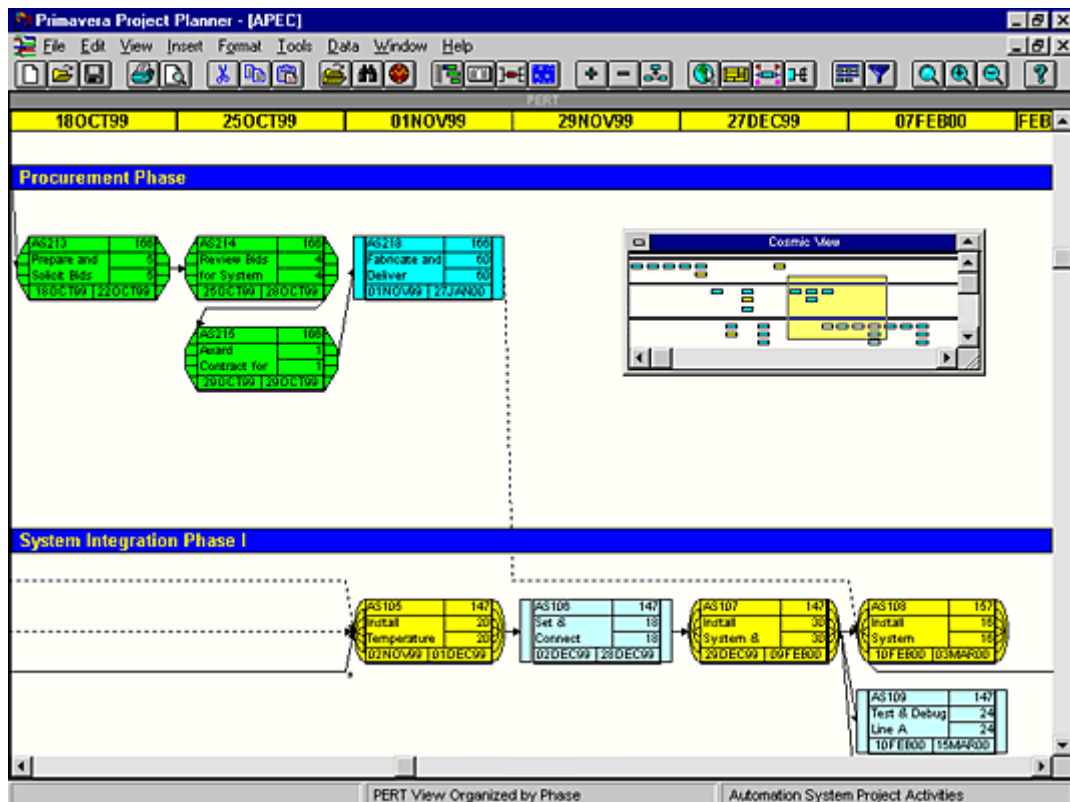 Primavera Project Planner - [APEC]
File Edit View Insert Format Tools Data Window Help
PERT
18OCT99 25OCT99 01NOV99 29NOV99 27DEC99 07FEB00 FEB
Procurement Phase
AS213 166
Prepare and 5
Solicit Bids 5
18OCT99 22OCT99
AS214 166
Review Bids 4
for System 4
25OCT99 28OCT99
AS218 166
Fabricate and 60
Deliver 60
01NOV99 27JAN00
Cosmic View
AS215 166
Award 1
Contract for 1
29OCT99 29OCT99
System Integration Phase I
AS105 147
Install 20
Temperature 20
02NOV99 01DEC99
AS106 147
Set & 18
Connect 18
02DEC99 28DEC99
AS107 147
Install 30
System & 30
29DEC99 09FEB00
AS108 157
Install 16
System 16
10FEB00 03MAR00
AS109 147
Test & Debug 24
Line A 24
10FEB00 15MAR00
PERT View Organized by Phase
Automation System Project Activities